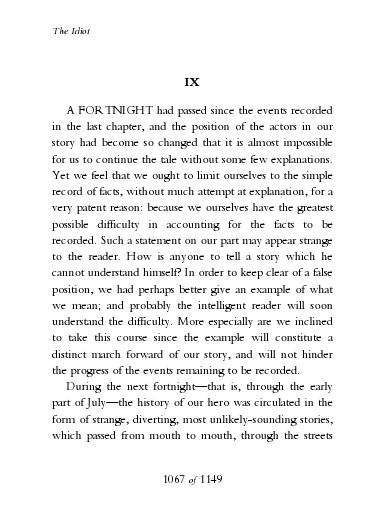 The Idiot
IX
A FORTNIGHT had passed since the events recorded
in the last chapter, and the position of the actors in our
story had become so changed that it is almost impossible
for us to continue the tale without some few explanations.
Yet we feel that we ought to limit ourselves to the simple
record of facts, without much attempt at explanation, for a
very patent reason: because we ourselves have the greatest
possible difficulty in accounting for the facts to be
recorded. Such a statement on our part may appear strange
to the reader. How is anyone to tell a story which he
cannot understand himself? In order to keep clear of a false
position, we had perhaps better give an example of what
we mean; and probably the intelligent reader will soon
understand the difficulty. More especially are we inclined
to take this course since the example will constitute a
distinct march forward of our story, and will not hinder
the progress of the events remaining to be recorded.
During the next fortnight—that is, through the early
part of July—the history of our hero was circulated in the
form of strange, diverting, most unlikely-sounding stories,
which passed from mouth to mouth, through the streets
1067 of 1149